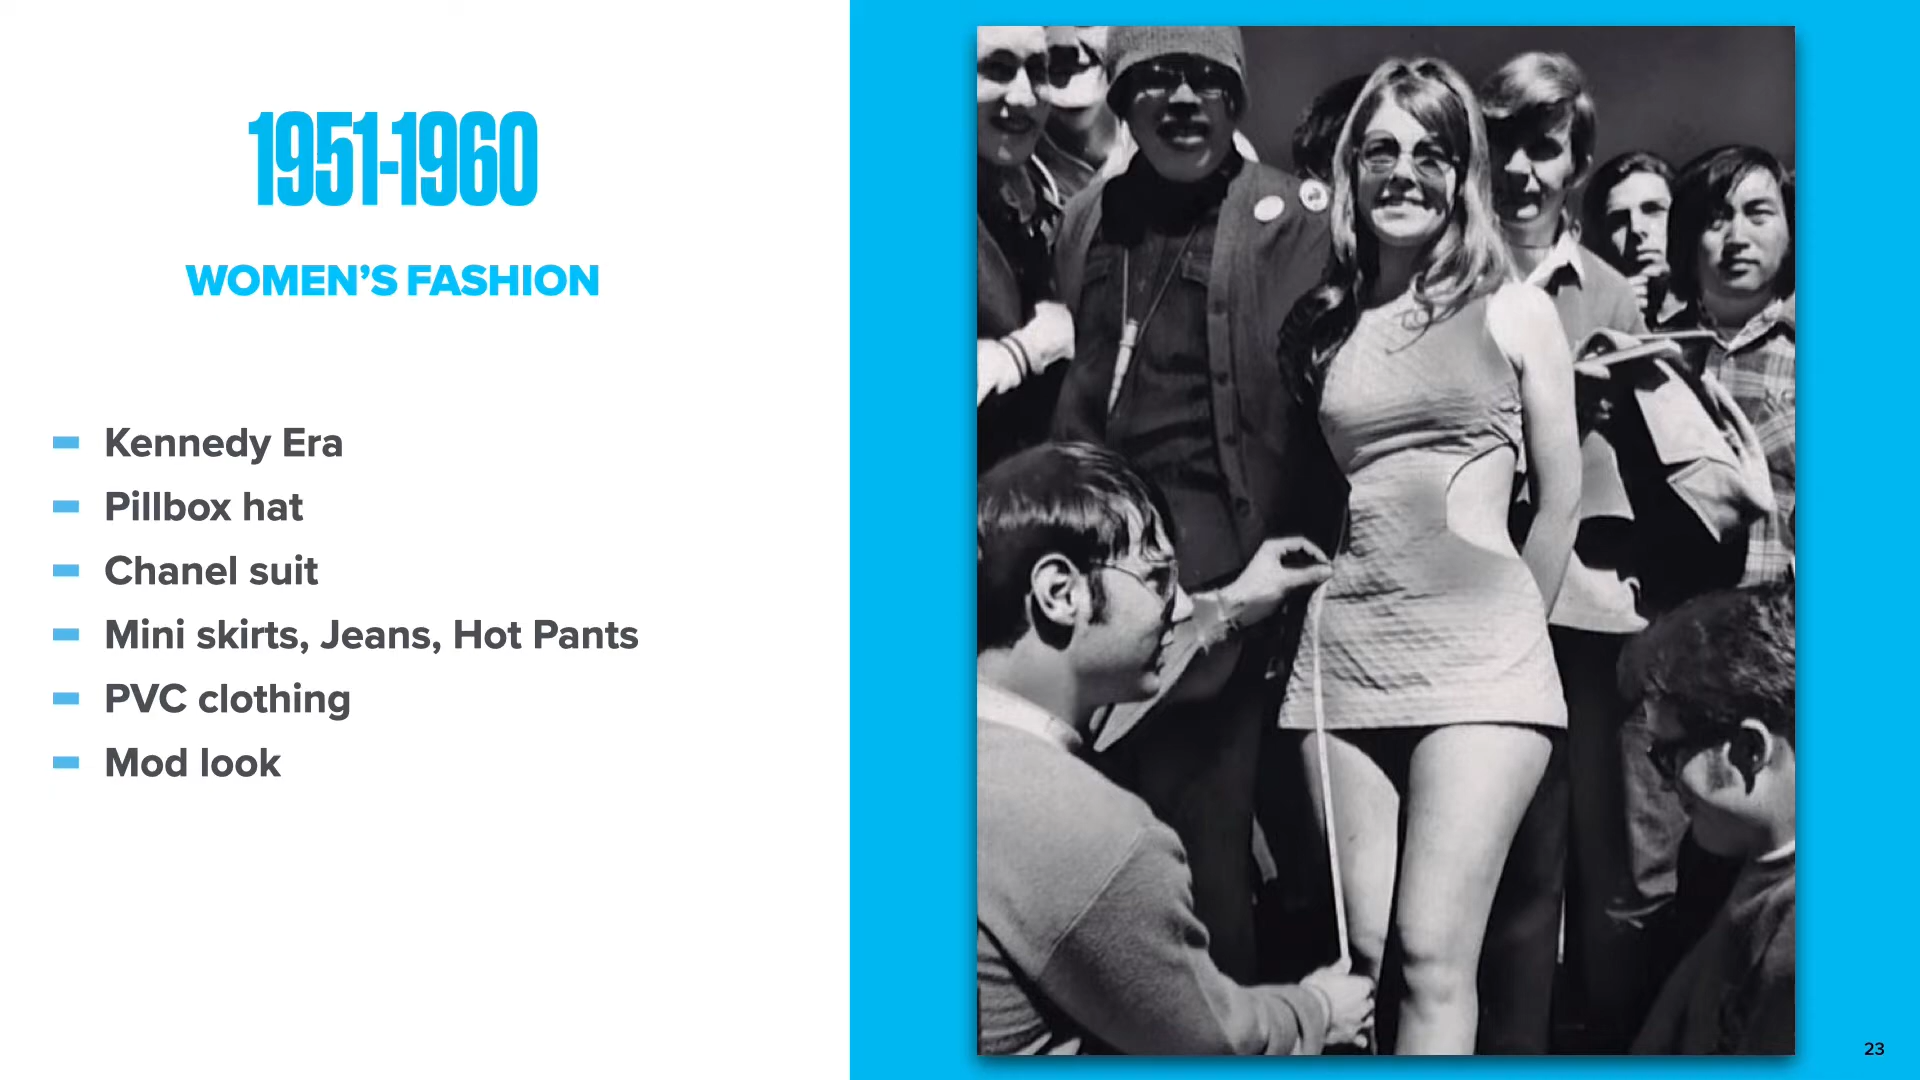 1951-1960
WOMEN’S FASHION
Kennedy Era
Pillbox hat
Chanel suit
Mini skirts, Jeans, Hot Pants
PVC clothing
Mod look
23